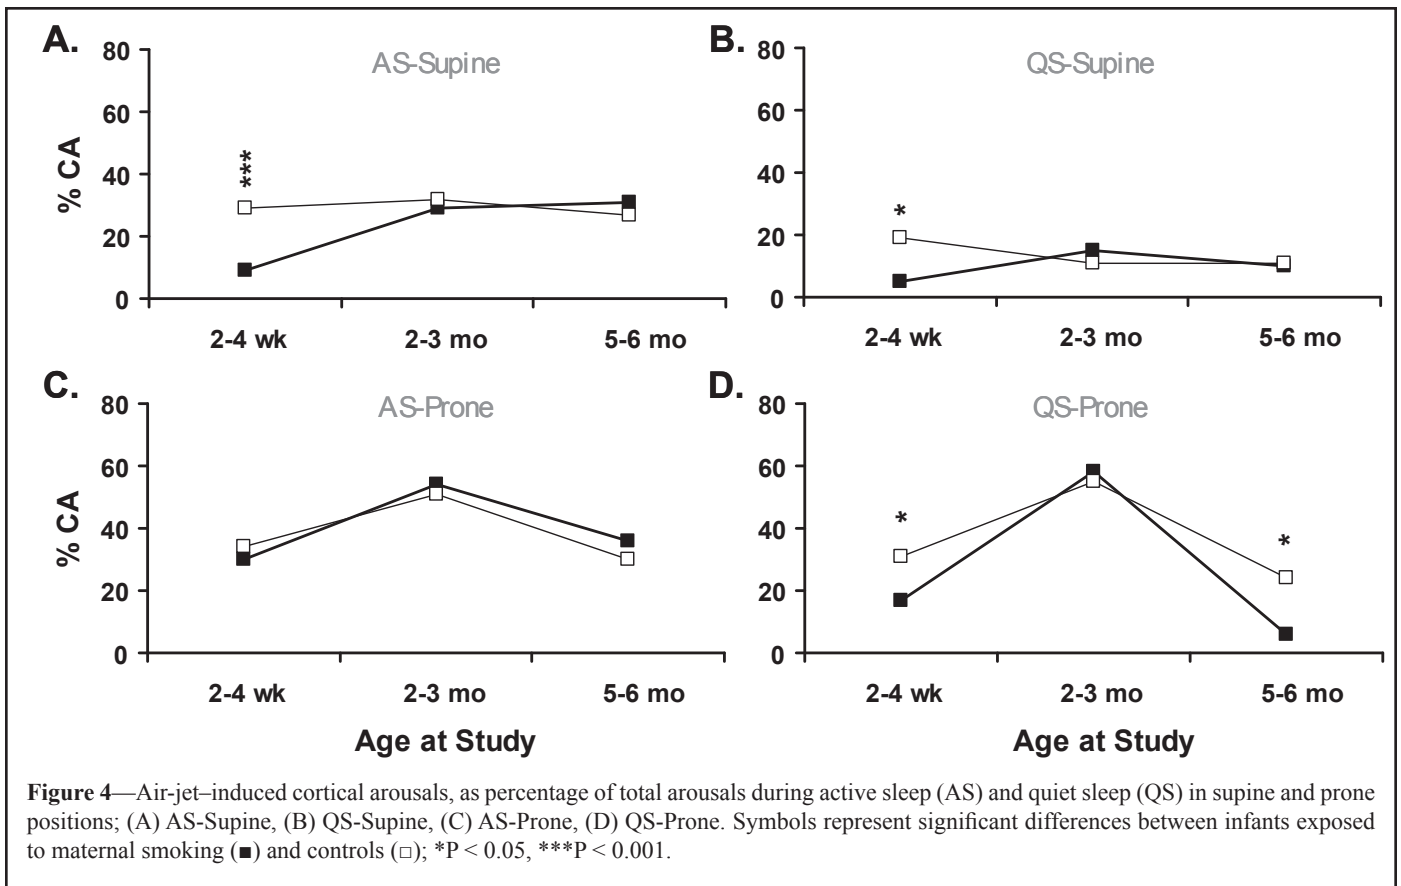 A.
AS-Supine
80
60
40
20
0
% CA
***
2-4 wk 2-3 mo 5-6 mo
B.
QS-Supine
80
60
40
20
0
*
2-4 wk 2-3 mo 5-6 mo
C.
AS-Prone
80
60
40
20
0
% CA
2-4 wk 2-3 mo 5-6 mo
Age at Study
D.
QS-Prone
80
60
40
20
0
*
*
2-4 wk 2-3 mo 5-6 mo
Age at Study
Figure 4—Air-jet–induced cortical arousals, as percentage of total arousals during active sleep (AS) and quiet sleep (QS) in supine and prone
positions; (A) AS-Supine, (B) QS-Supine, (C) AS-Prone, (D) QS-Prone. Symbols represent significant differences between infants exposed
to maternal smoking (■) and controls (□); *P < 0.05, ***P < 0.001.